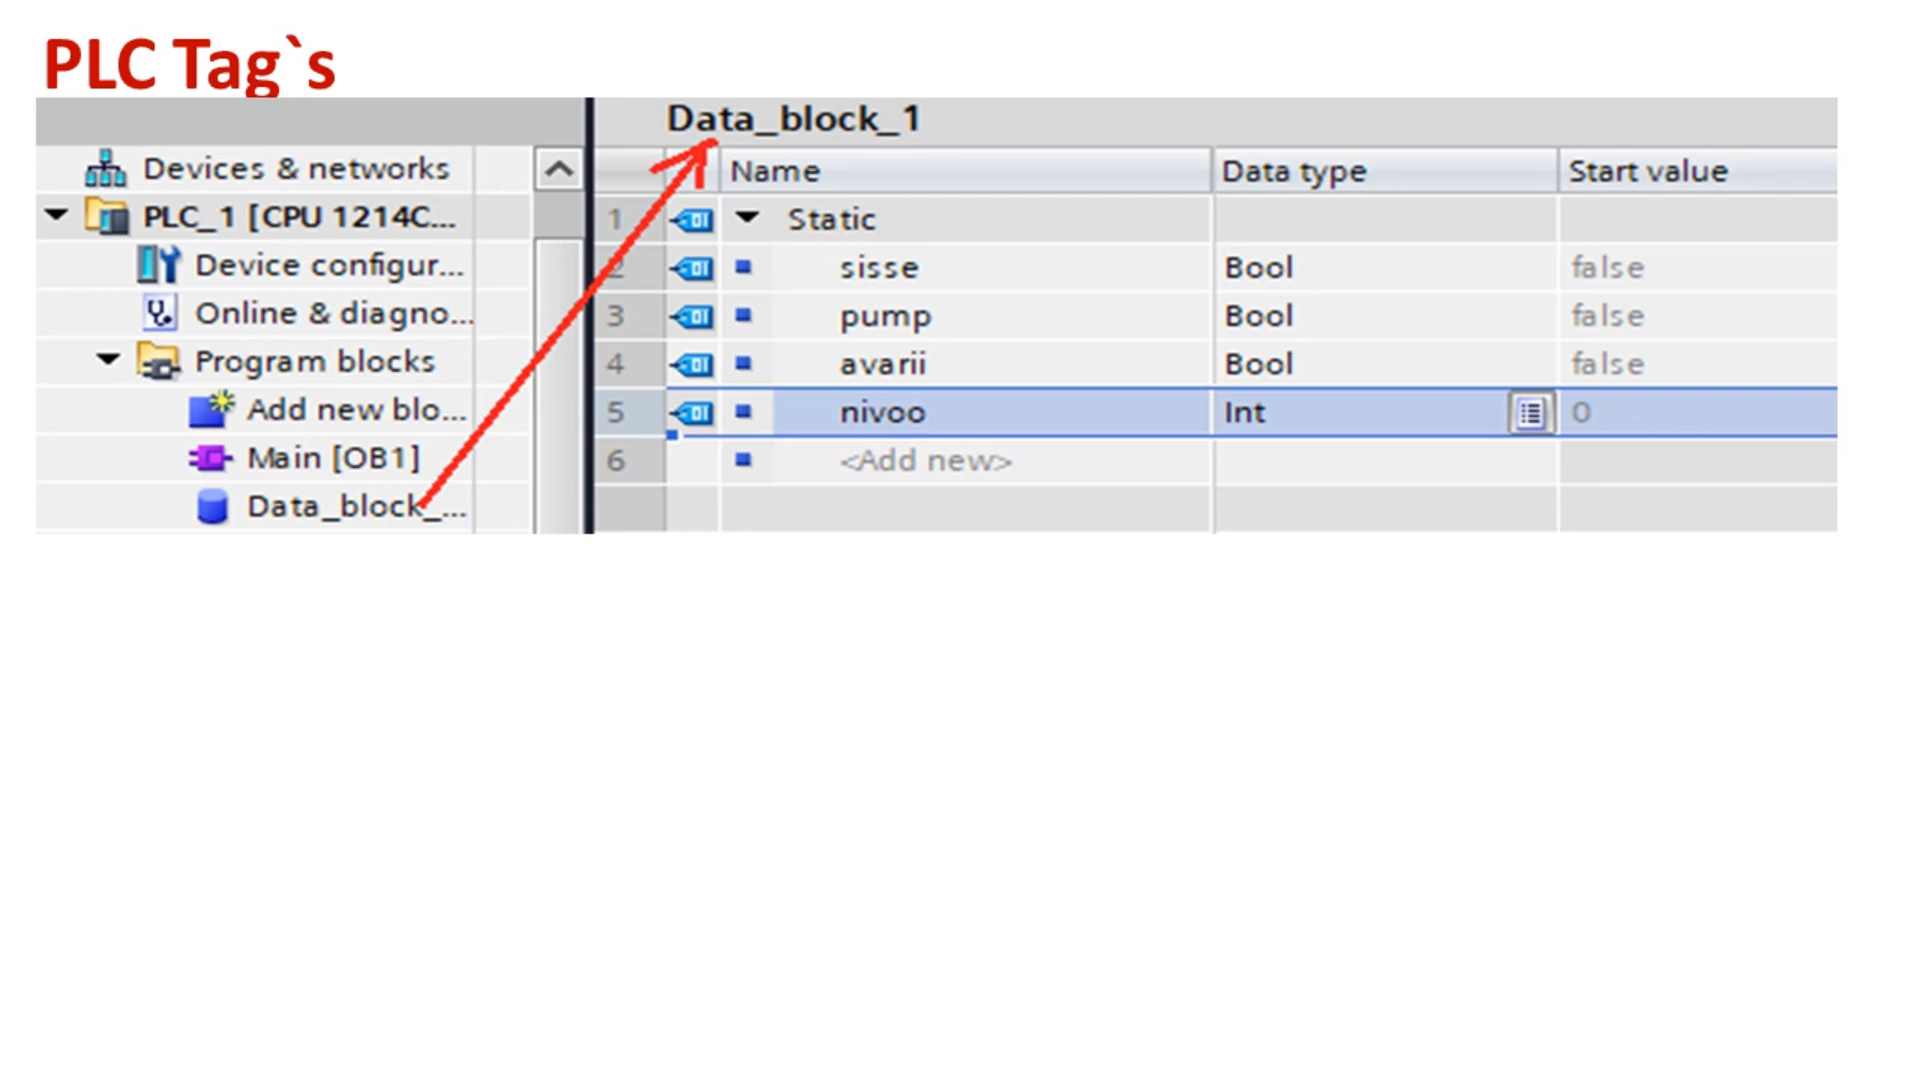 PLC Tag`s
Devices & networks
PLC_1 [CPU 1214C...
Device configur...
Online & diagno...
Program blocks
Add new blo...
Main [OB1]
Data_block_...
Data_block_1
Name Data type Start value
1 Static
2 sisse Bool false
3 pump Bool false
4 avarii Bool false
5 nivoo Int 0
6 <Add new>